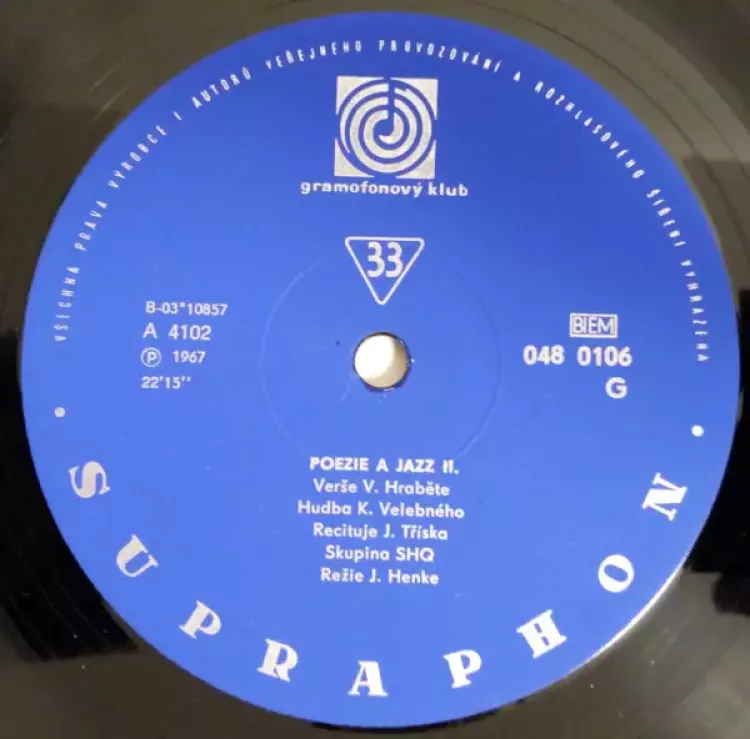 VŠECHNA PRÁVA VÝROBCE I AUTORŮ VEŘEJNÉHO PROVOZOVÁNÍ A ROZHLASOVÉHO ŠÍŘENÍ VYHRAZENA
gramofonový klub
33
B-03*10857
A 4102
Ⓟ 1967
22'15''
BIEM
048 0106
G
POEZIE A JAZZ II.
Verše V. Hraběte
Hudba K. Velebného
Recituje J. Tříska
Skupina SHQ
Režie J. Henke
• SUPRAPHON •